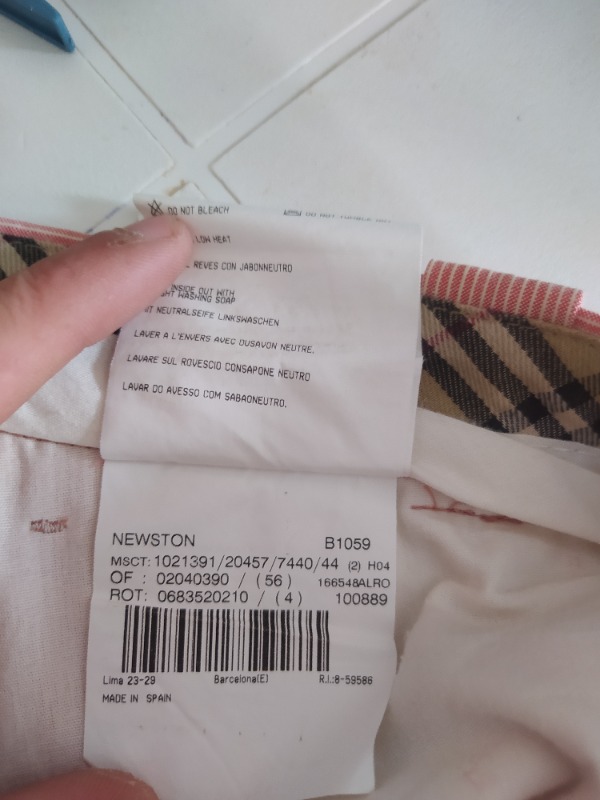 DO NOT BLEACH
LOW HEAT
REVES CON JABONNEUTRO
INSIDE OUT WITH
WASHING SOAP
NEUTRALSEIFE LINKSWASCHEN
LAVER A L'ENVERS AVEC DUSAVON NEUTRE.
LAVARE SUL ROVESCIO CONSAPONE NEUTRO
LAVAR DO AVESSO COM SABAONEUTRO.
NEWSTON B1059
MSCT: 1021391/20457/7440/44 (2) H04
OF : 02040390 / (56) 166548ALRO
ROT: 0683520210 / (4) 100889
Lima 23-29 Barcelona(E) R.I.:8-59586
MADE IN SPAIN